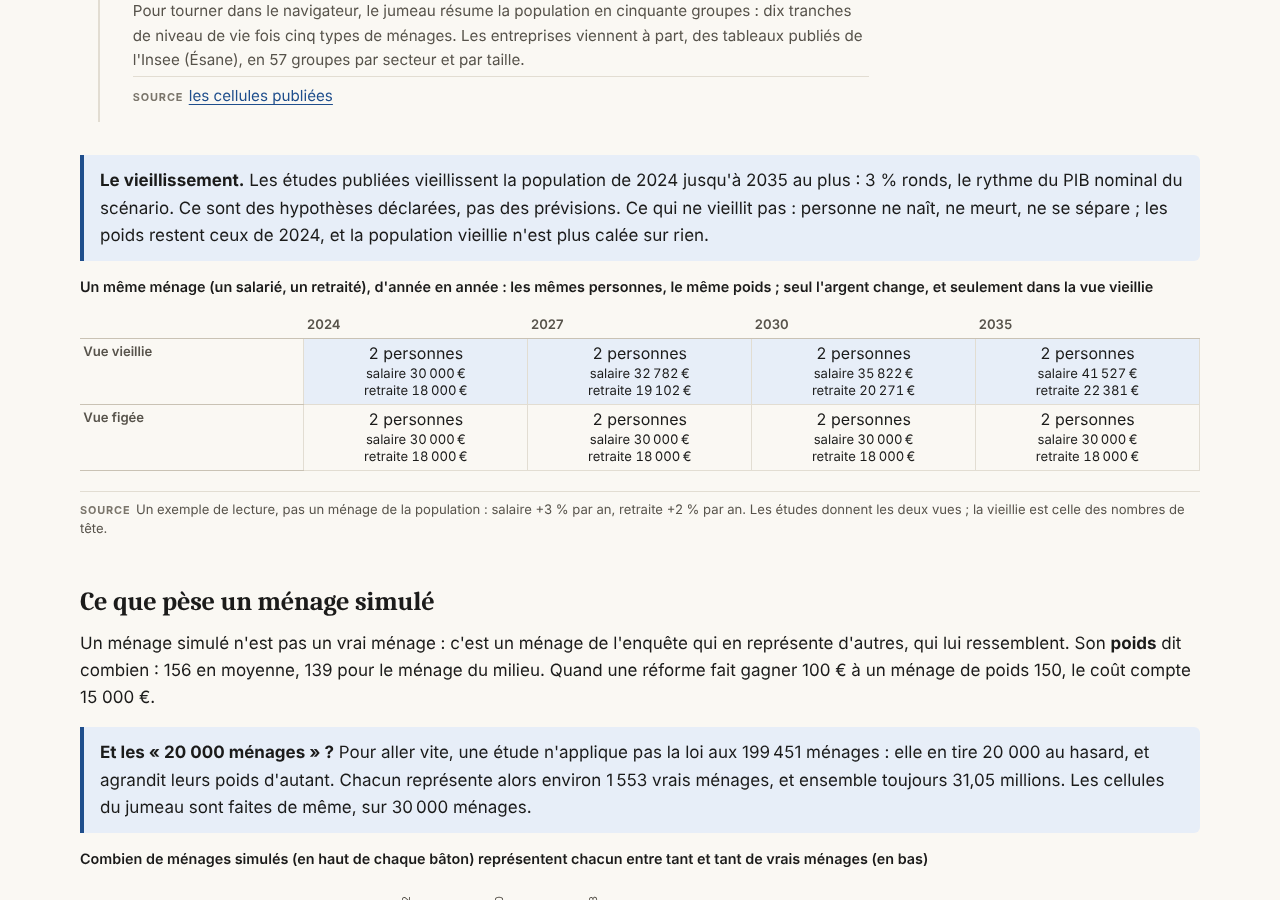 Pour tourner dans le navigateur, le jumeau résume la population en cinquante groupes : dix tranches
de niveau de vie fois cinq types de ménages. Les entreprises viennent à part, des tableaux publiés de
l'Insee (Ésane), en 57 groupes par secteur et par taille.
SOURCE les cellules publiées
Le vieillissement. Les études publiées vieillissent la population de 2024 jusqu'à 2035 au plus : 3 % ronds, le rythme du PIB nominal du
scénario. Ce sont des hypothèses déclarées, pas des prévisions. Ce qui ne vieillit pas : personne ne naît, ne meurt, ne se sépare ; les
poids restent ceux de 2024, et la population vieillie n'est plus calée sur rien.
Un même ménage (un salarié, un retraité), d'année en année : les mêmes personnes, le même poids ; seul l'argent change, et seulement dans la vue vieillie
2024 2027 2030 2035
Vue vieillie 2 personnes 2 personnes 2 personnes 2 personnes
salaire 30 000 € salaire 32 782 € salaire 35 822 € salaire 41 527 €
retraite 18 000 € retraite 19 102 € retraite 20 271 € retraite 22 381 €
Vue figée 2 personnes 2 personnes 2 personnes 2 personnes
salaire 30 000 € salaire 30 000 € salaire 30 000 € salaire 30 000 €
retraite 18 000 € retraite 18 000 € retraite 18 000 € retraite 18 000 €
SOURCE Un exemple de lecture, pas un ménage de la population : salaire +3 % par an, retraite +2 % par an. Les études donnent les deux vues ; la vieillie est celle des nombres de
tête.
Ce que pèse un ménage simulé
Un ménage simulé n'est pas un vrai ménage : c'est un ménage de l'enquête qui en représente d'autres, qui lui ressemblent. Son poids dit
combien : 156 en moyenne, 139 pour le ménage du milieu. Quand une réforme fait gagner 100 € à un ménage de poids 150, le coût compte
15 000 €.
Et les « 20 000 ménages » ? Pour aller vite, une étude n'applique pas la loi aux 199 451 ménages : elle en tire 20 000 au hasard, et
agrandit leurs poids d'autant. Chacun représente alors environ 1 553 vrais ménages, et ensemble toujours 31,05 millions. Les cellules
du jumeau sont faites de même, sur 30 000 ménages.
Combien de ménages simulés (en haut de chaque bâton) représentent chacun entre tant et tant de vrais ménages (en bas)